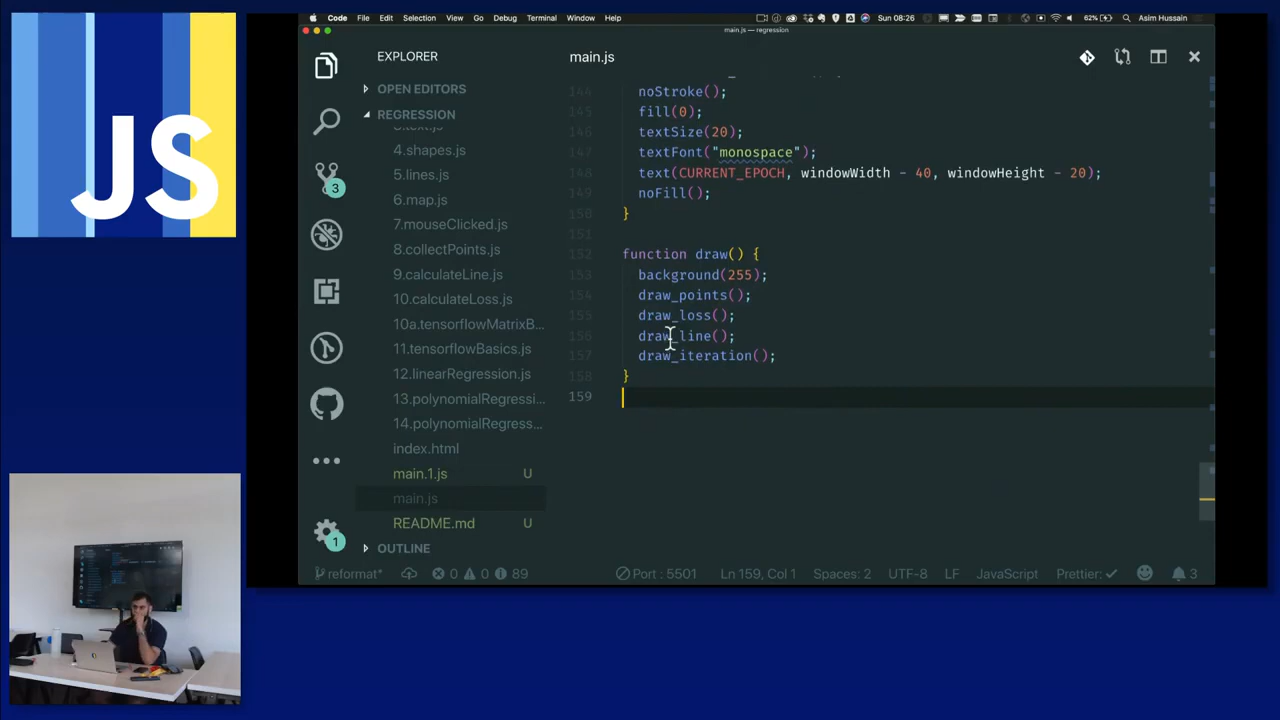 JS
Code File Edit Selection View Go Debug Terminal Window Help Sun 08:26 62% Asim Hussain
main.js — regression
EXPLORER
OPEN EDITORS
REGRESSION
4.shapes.js
5.lines.js
6.map.js
7.mouseClicked.js
8.collectPoints.js
9.calculateLine.js
10.calculateLoss.js
10a.tensorflowMatrixB...
11.tensorflowBasics.js
12.linearRegression.js
13.polynomialRegressi...
14.polynomialRegress...
index.html
main.1.js U
main.js
README.md U
OUTLINE
3
1
main.js
144 noStroke();
145 fill(0);
146 textSize(20);
147 textFont("monospace");
148 text(CURRENT_EPOCH, windowWidth - 40, windowHeight - 20);
149 noFill();
150 }
151
152 function draw() {
153 background(255);
154 draw_points();
155 draw_loss();
156 draw_line();
157 draw_iteration();
158 }
159
reformat* 0 0 89 Port : 5501 Ln 159, Col 1 Spaces: 2 UTF-8 LF JavaScript Prettier: ✓ 3